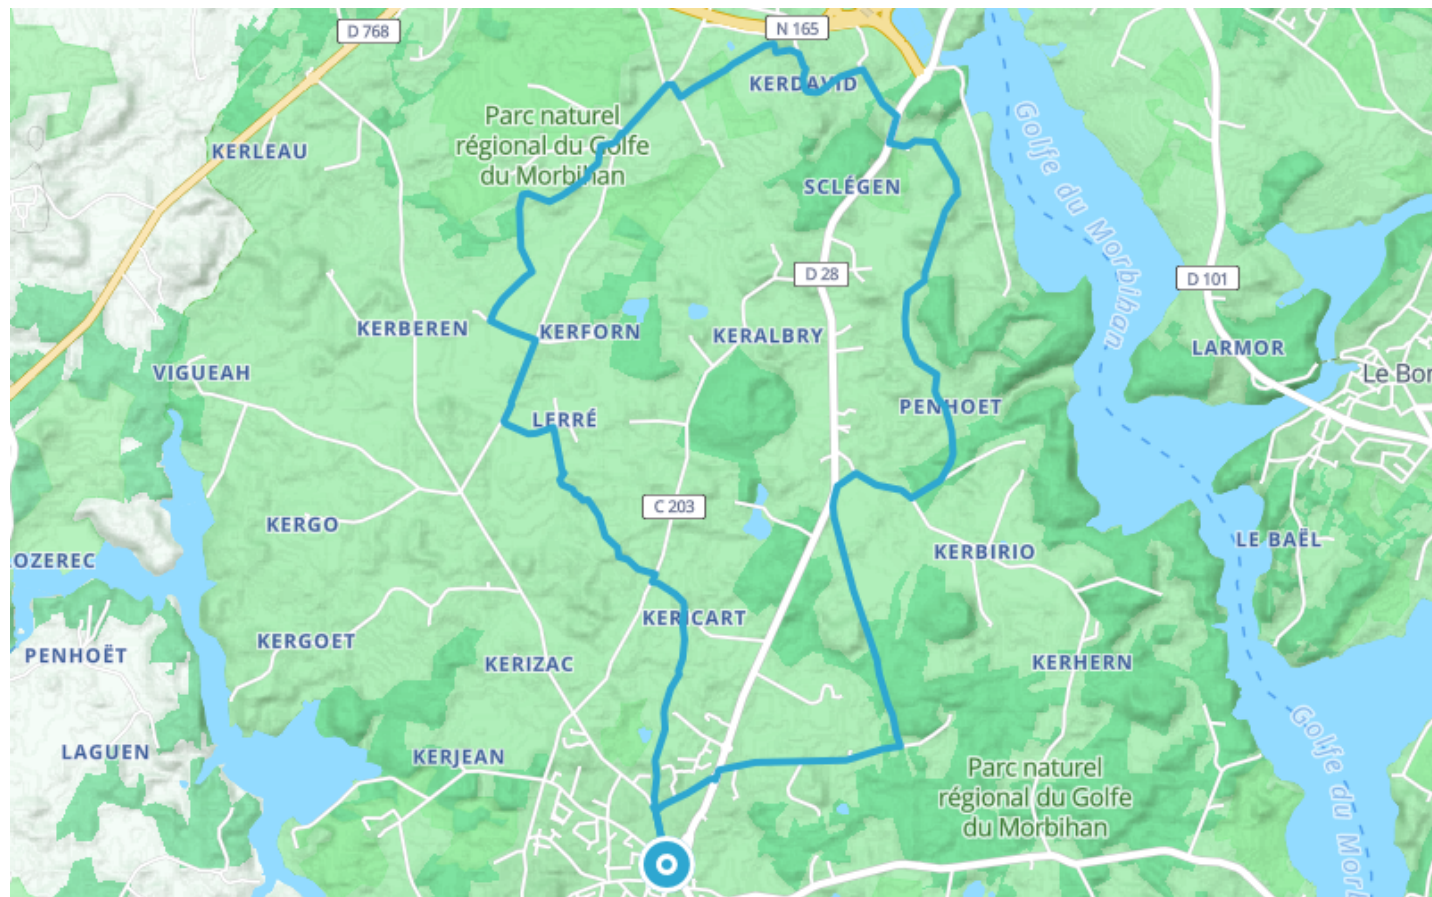 N 165
D 768
KERDAVID
Parc naturel
régional du Golfe
du Morbihan
KERLEAU
SCLÉGEN
Golfe du Morbihan
D 28
D 101
KERBEREN
KERFORN
KERALBRY
LARMOR
VIGUEAH
Le Bor
LERRÉ
PENHOET
C 203
KERGO
LE BAËL
OZEREC
KERBIRIO
KERICART
KERGOET
PENHOËT
KERIZAC
KERHERN
LAGUEN
KERJEAN
Parc naturel
régional du Golfe
du Morbihan
Golfe du Mor